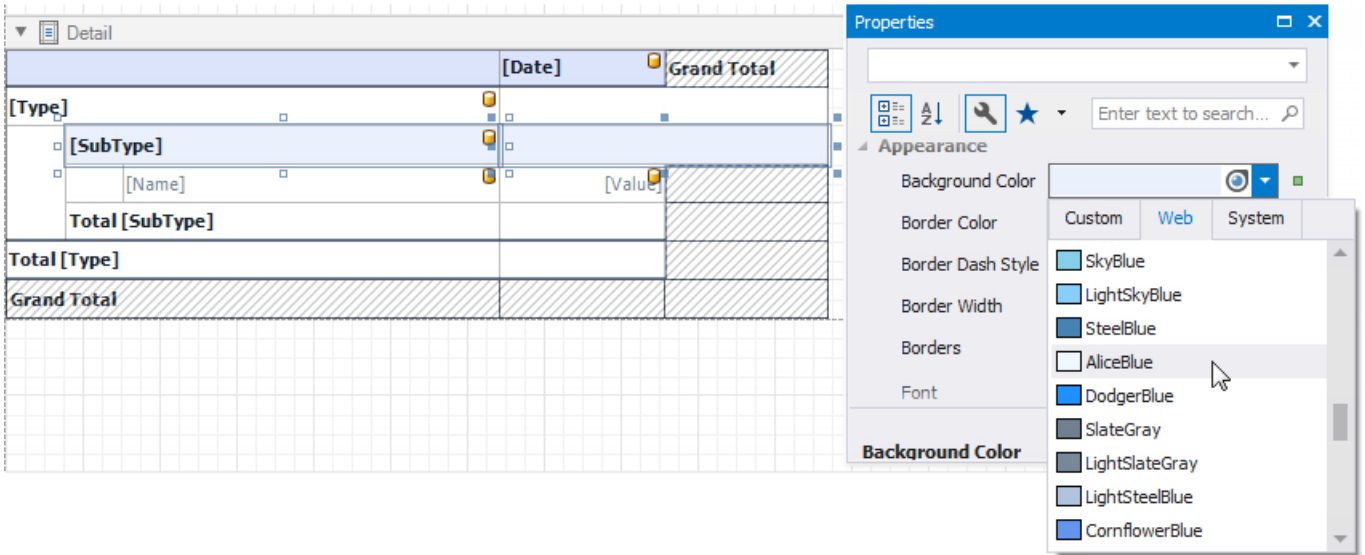 Detail
[Date]
Grand Total
[Type]
[SubType]
[Name]
[Value]
Total [SubType]
Total [Type]
Grand Total
Properties
A
Z
Enter text to search...
Appearance
Background Color
Border Color
Border Dash Style
Border Width
Borders
Font
Background Color
Custom
Web
System
SkyBlue
LightSkyBlue
SteelBlue
AliceBlue
DodgerBlue
SlateGray
LightSlateGray
LightSteelBlue
CornflowerBlue